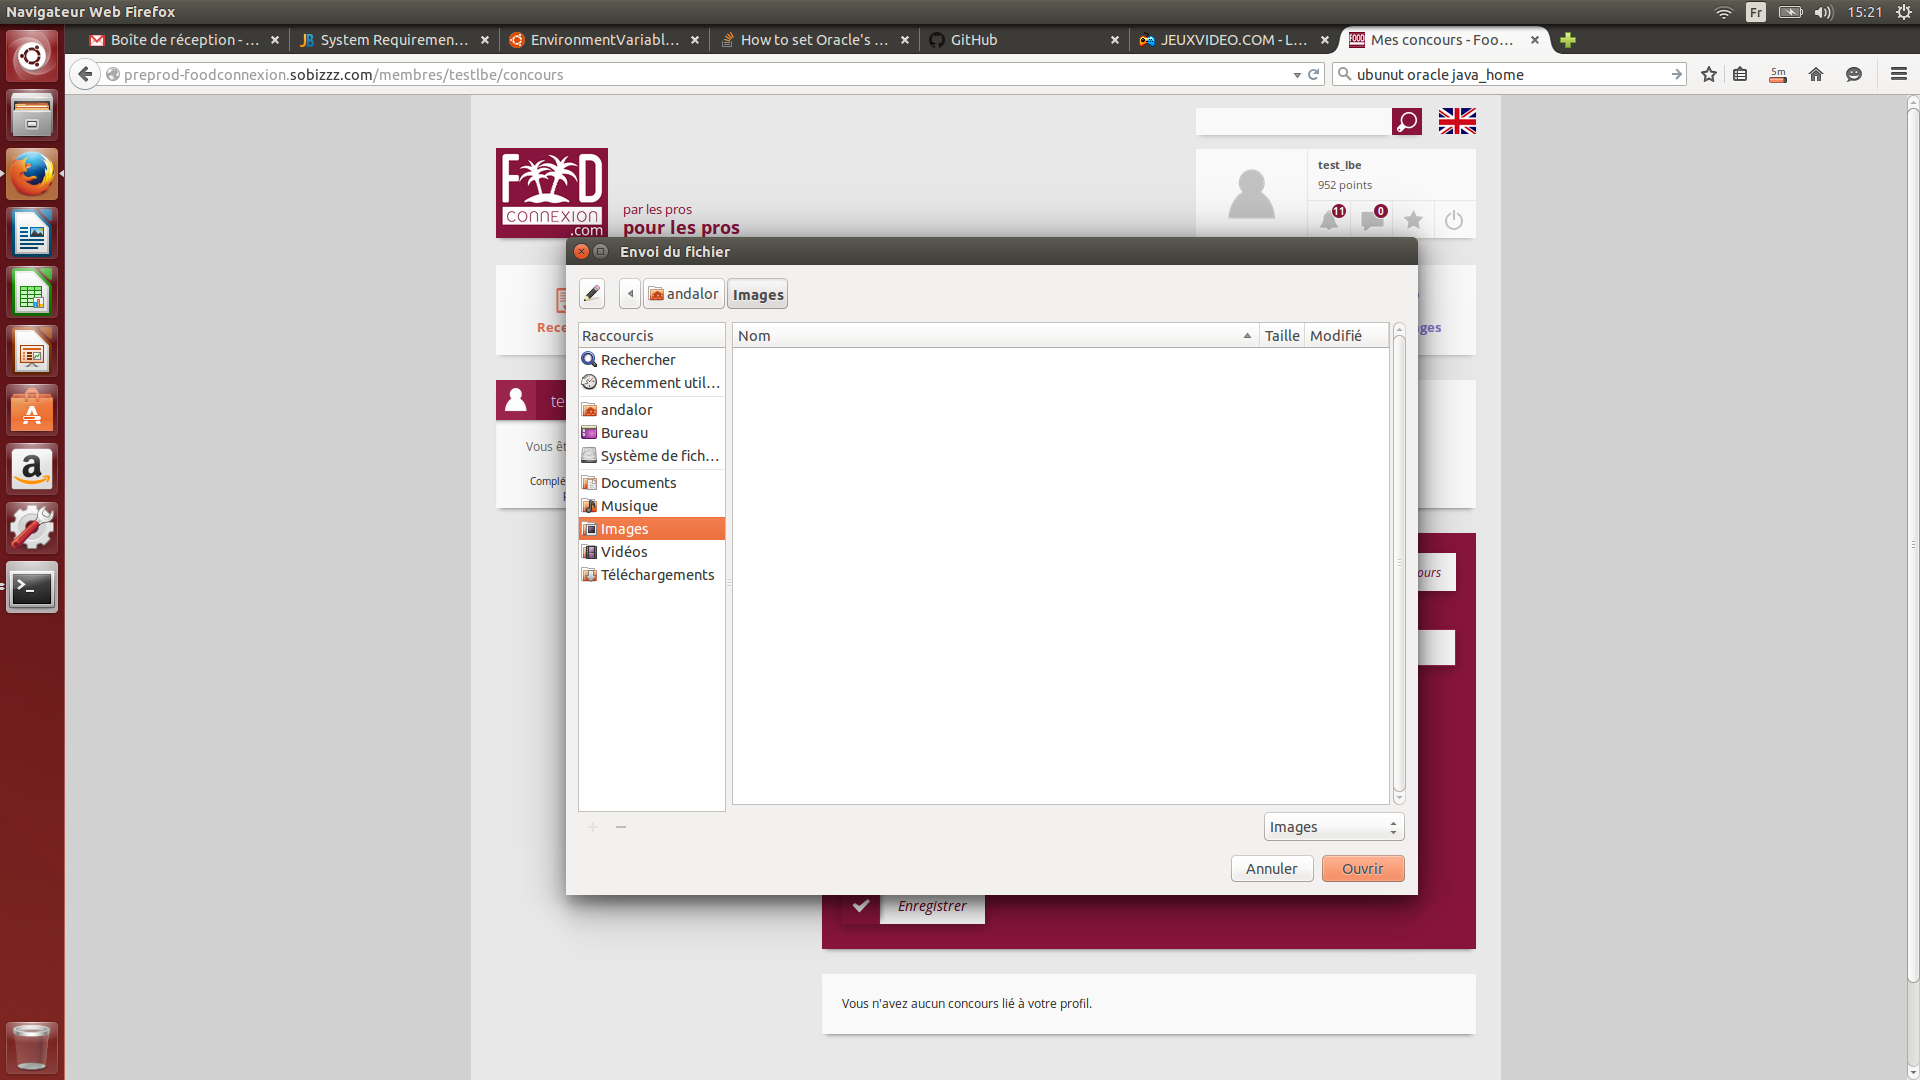 Navigateur Web Firefox
Fr
15:21
Boîte de réception - ...
System Requiremen...
EnvironmentVariabl...
How to set Oracle's ...
GitHub
JEUXVIDEO.COM - L...
Mes concours - Foo...
preprod-foodconnexion.sobizzz.com/membres/testlbe/concours
ubunut oracle java_home
5m
FOOD
CONNEXION
.com
par les pros
pour les pros
test_lbe
952 points
11
0
Envoi du fichier
andalor
Images
Raccourcis
Nom
Taille
Modifié
Rechercher
Récemment util...
andalor
Bureau
Système de fich...
Documents
Musique
Images
Vidéos
Téléchargements
Images
Annuler
Ouvrir
Rece
ges
te
Vous êt
Complé
ours
Enregistrer
Vous n'avez aucun concours lié à votre profil.